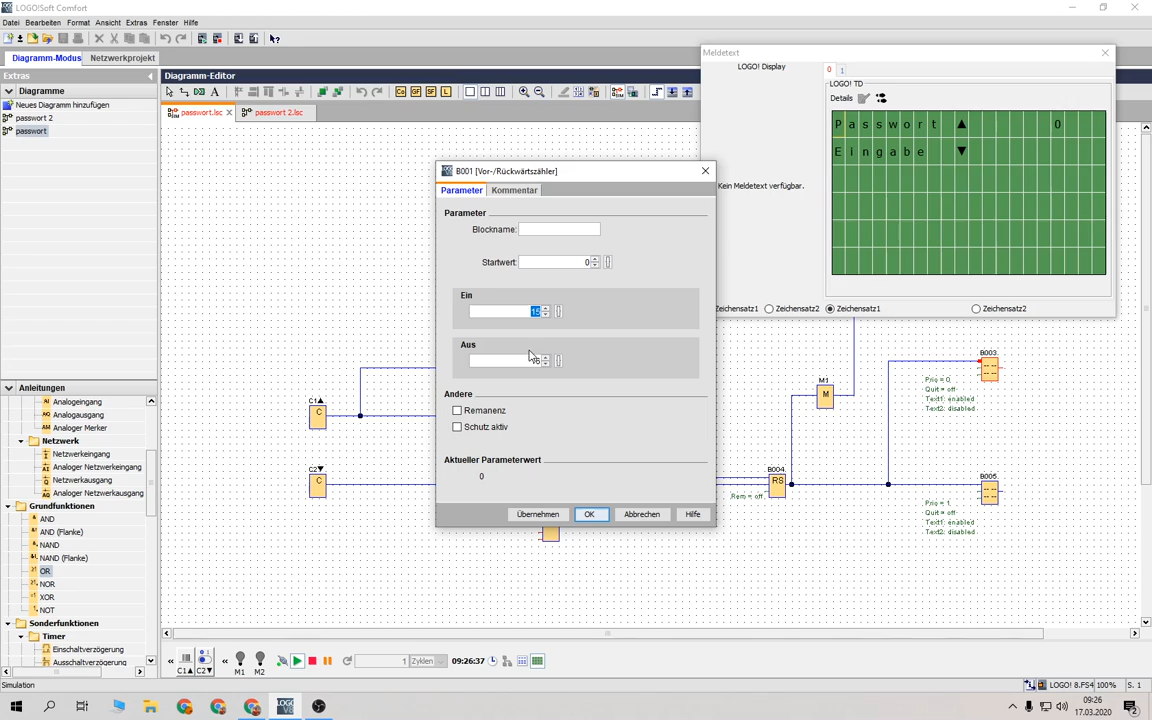 LOGO!Soft Comfort
Datei Bearbeiten Format Ansicht Extras Fenster Hilfe
Diagramm-Modus Netzwerkprojekt
Extras
Diagramme
Neues Diagramm hinzufügen
passwort 2
passwort
Diagramm-Editor
Co GF SF L
passwort.lsc
passwort 2.lsc
Meldetext
LOGO! Display
0 1
LOGO! TD
Details
Passwort ▲ 0
Eingabe ▼
Kein Meldetext verfügbar.
Zeichensatz1 Zeichensatz2 Zeichensatz1 Zeichensatz2
B001 [Vor-/Rückwärtszähler]
Parameter Kommentar
Parameter
Blockname:
Startwert: 0
Ein
15
Aus
Andere
Remanenz
Schutz aktiv
Aktueller Parameterwert
0
Übernehmen OK Abbrechen Hilfe
C1▲
C
C2▼
C
M1
M
B004
RS
Rem = off
B003
Prio = 0
Quit = off
Text1: enabled
Text2: disabled
B005
Prio = 1
Quit = off
Text1: enabled
Text2: disabled
Anleitungen
Analogeingang
Analogausgang
Analoger Merker
Netzwerk
Netzwerkeingang
Analoger Netzwerkeingang
Netzwerkausgang
Analoger Netzwerkausgang
Grundfunktionen
AND
AND (Flanke)
NAND
NAND (Flanke)
OR
NOR
XOR
NOT
Sonderfunktionen
Timer
Einschaltverzögerung
Ausschaltverzögerung
C1▲ C2▼ M1 M2
1 Zyklen 09:26:37
Simulation
LOGO! 8.FS4 100% S. 1
09:26
17.03.2020